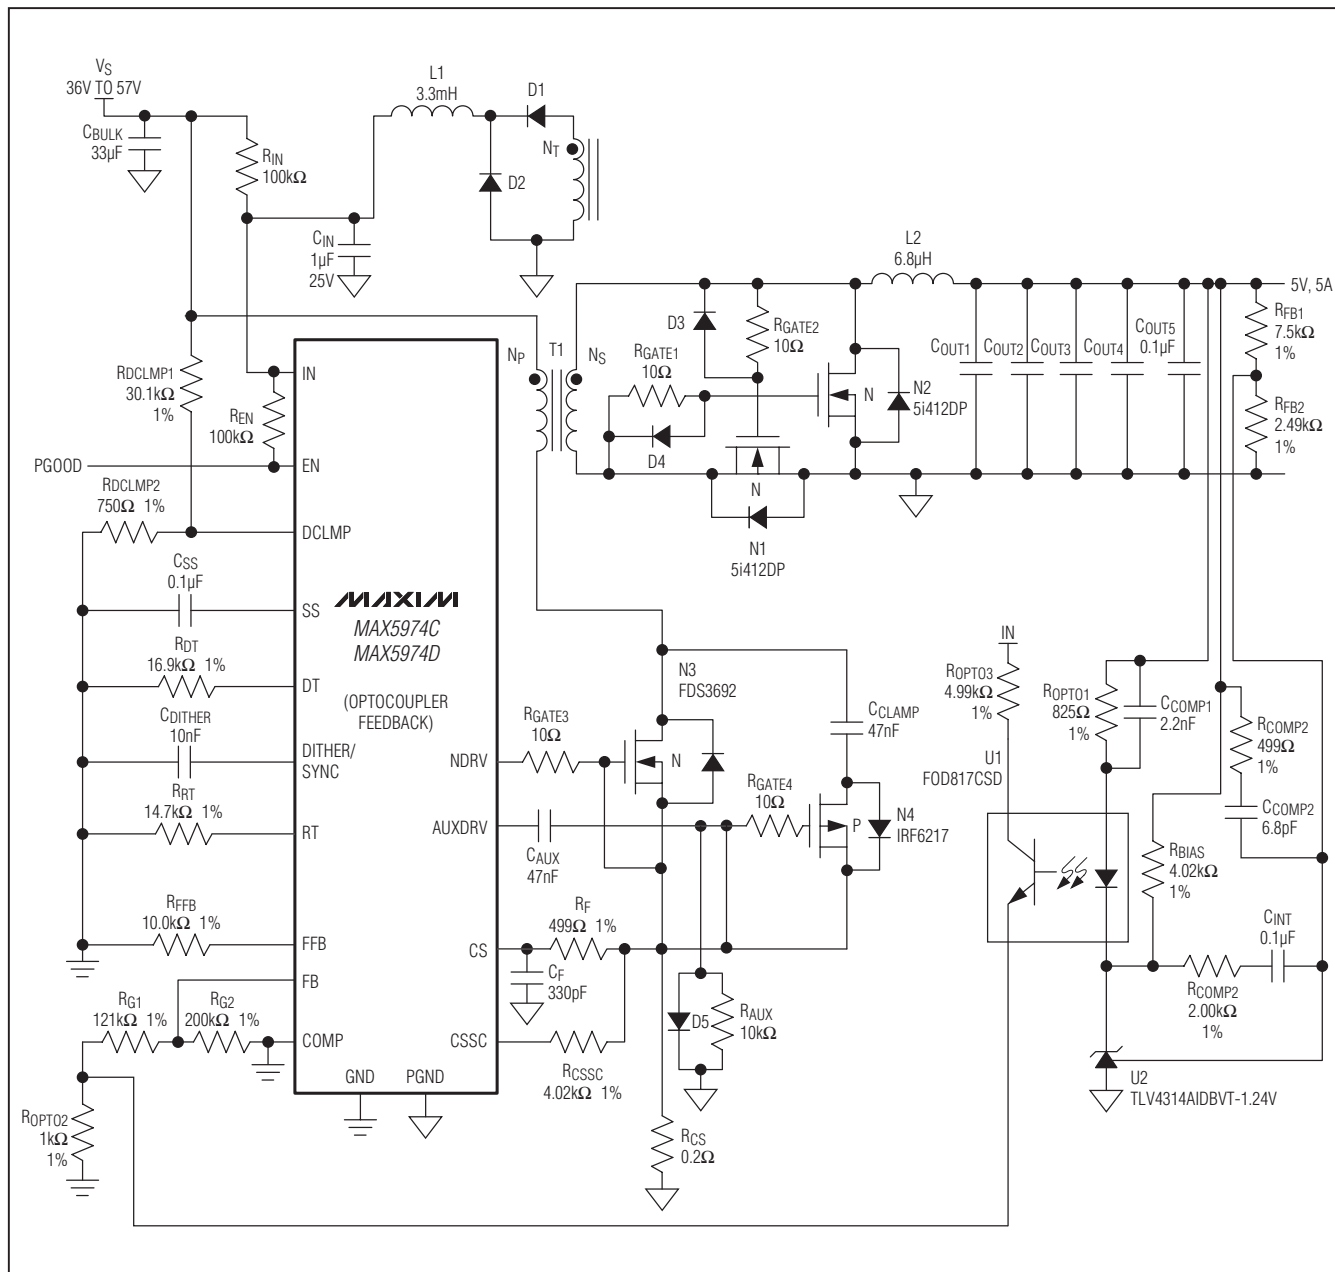 VS
36V TO 57V
CBULK
33µF
RIN
100kΩ
L1
3.3mH
D1
NT
D2
CIN
1µF
25V
L2
6.8µH
5V, 5A
RDCLMP1
30.1kΩ
1%
REN
100kΩ
PGOOD
RDCLMP2
750Ω 1%
CSS
0.1µF
RDT
16.9kΩ 1%
CDITHER
10nF
RRT
14.7kΩ 1%
RFFB
10.0kΩ 1%
RG1
121kΩ 1%
RG2
200kΩ 1%
ROPTO2
1kΩ
1%
IN
EN
DCLMP
SS
DT
DITHER/
SYNC
RT
FFB
FB
COMP
GND
PGND
MAXIM
MAX5974C
MAX5974D
(OPTOCOUPLER
FEEDBACK)
NDRV
AUXDRV
CS
CSSC
NP
T1
NS
D3
RGATE2
10Ω
RGATE1
10Ω
D4
N
N2
5i412DP
N
N1
5i412DP
COUT1
COUT2
COUT3
COUT4
COUT5
0.1µF
RFB1
7.5kΩ
1%
RFB2
2.49kΩ
1%
N3
FDS3692
RGATE3
10Ω
N
CCLAMP
47nF
RGATE4
10Ω
P
N4
IRF6217
CAUX
47nF
RF
499Ω 1%
CF
330pF
RCSSC
4.02kΩ 1%
D5
RAUX
10kΩ
RCS
0.2Ω
IN
ROPTO3
4.99kΩ
1%
U1
FOD817CSD
ROPTO1
825Ω
1%
CCOMP1
2.2nF
RCOMP2
499Ω
1%
CCOMP2
6.8pF
RBIAS
4.02kΩ
1%
CINT
0.1µF
RCOMP2
2.00kΩ
1%
U2
TLV4314AIDBVT-1.24V